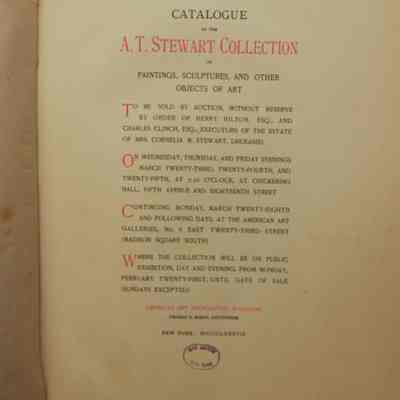 CATALOGUE
OF THE
A. T. STEWART COLLECTION
OF
PAINTINGS, SCULPTURES, AND OTHER
OBJECTS OF ART
TO BE SOLD BY AUCTION, WITHOUT RESERVE
BY ORDER OF HENRY HILTON, ESQ., AND
CHARLES CLINCH, ESQ., EXECUTORS OF THE ESTATE
OF MRS. CORNELIA M. STEWART, DECEASED
ON WEDNESDAY, THURSDAY, AND FRIDAY EVENINGS
MARCH TWENTY-THIRD, TWENTY-FOURTH, AND
TWENTY-FIFTH, AT 7.30 O'CLOCK, AT CHICKERING
HALL, FIFTH AVENUE AND EIGHTEENTH STREET
CONTINUING MONDAY, MARCH TWENTY-EIGHTH
AND FOLLOWING DAYS, AT THE AMERICAN ART
GALLERIES, No. 6 EAST TWENTY-THIRD STREET
(MADISON SQUARE SOUTH)
WHERE THE COLLECTION WILL BE ON PUBLIC
EXHIBITION, DAY AND EVENING, FROM MONDAY,
FEBRUARY TWENTY-FIRST, UNTIL DATE OF SALE
(SUNDAYS EXCEPTED)
AMERICAN ART ASSOCIATION, MANAGERS
THOMAS E. KIRBY, AUCTIONEER
NEW YORK: MDCCCLXXXVII